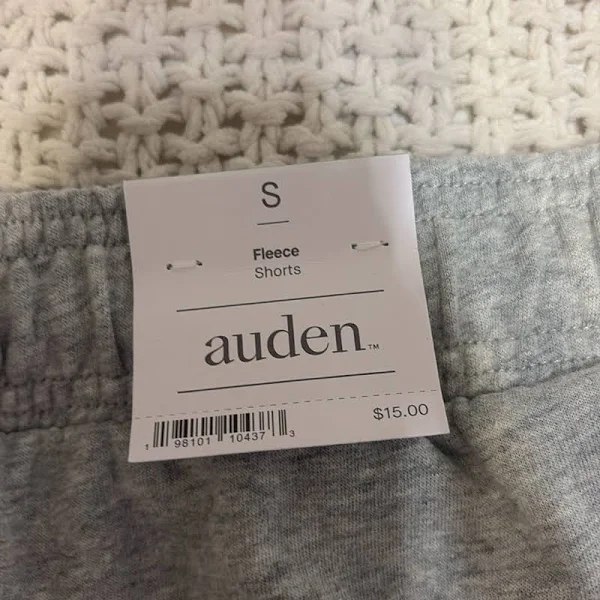 S
Fleece
Shorts
auden™
$15.00
1 98101 10437 3